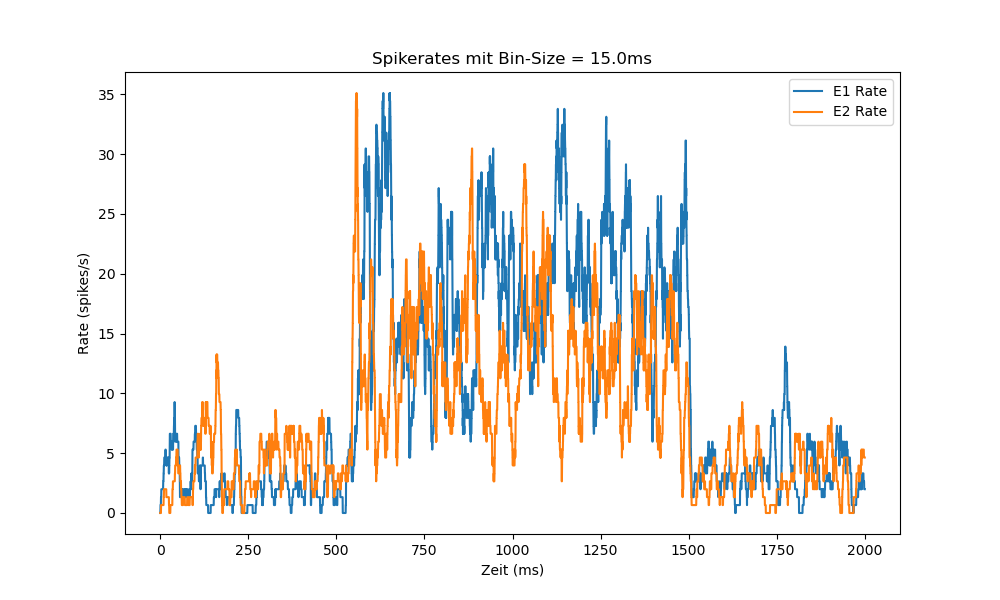 Spikerates mit Bin-Size = 15.0ms
E1 Rate
E2 Rate
35
30
25
20
15
10
5
0
Rate (spikes/s)
0 250 500 750 1000 1250 1500 1750 2000
Zeit (ms)